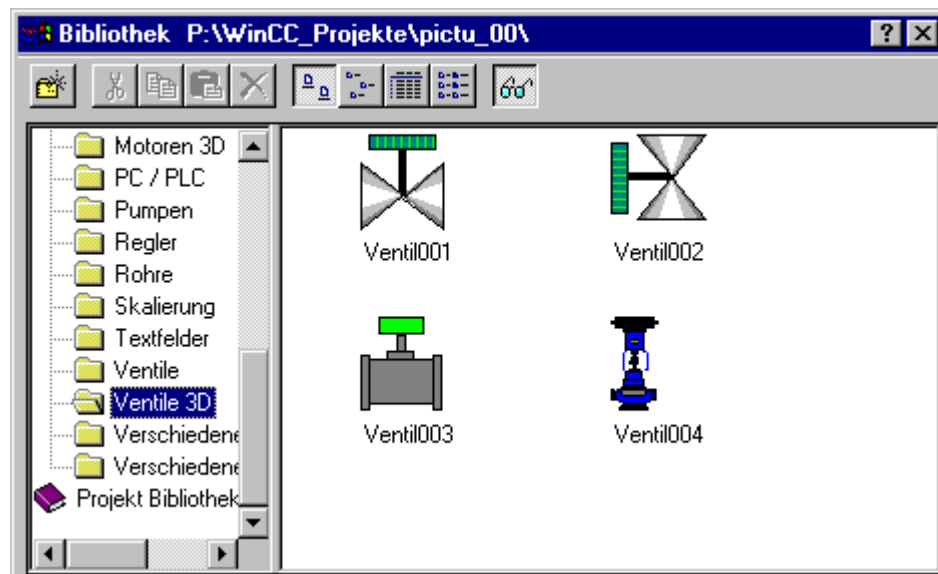 Bibliothek P:\WinCC_Projekte\pictu_00\
Motoren 3D
PC / PLC
Pumpen
Regler
Rohre
Skalierung
Textfelder
Ventile
Ventile 3D
Verschiedene
Verschiedene
Projekt Bibliothek
Ventil001
Ventil002
Ventil003
Ventil004